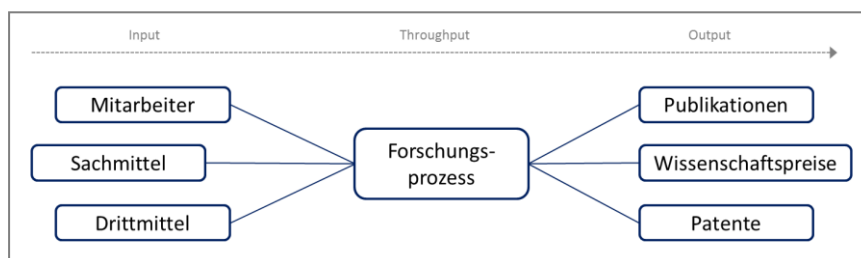 Input Throughput Output
Mitarbeiter
Sachmittel
Drittmittel
Forschungs-
prozess
Publikationen
Wissenschaftspreise
Patente